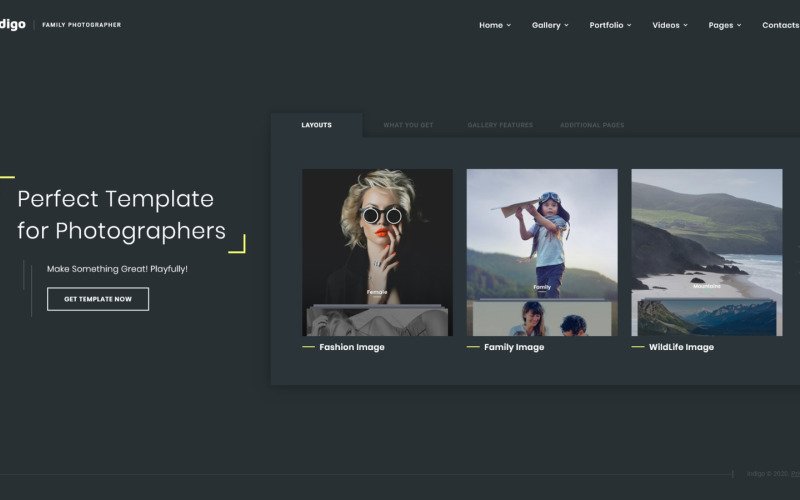 digo FAMILY PHOTOGRAPHER
Home Gallery Portfolio Videos Pages Contacts
LAYOUTS WHAT YOU GET GALLERY FEATURES ADDITIONAL PAGES
Perfect Template
for Photographers
Make Something Great! Playfully!
GET TEMPLATE NOW
Female
Family
Mountains
Fashion Image
Family Image
WildLife Image
Indigo © 2020. Pri